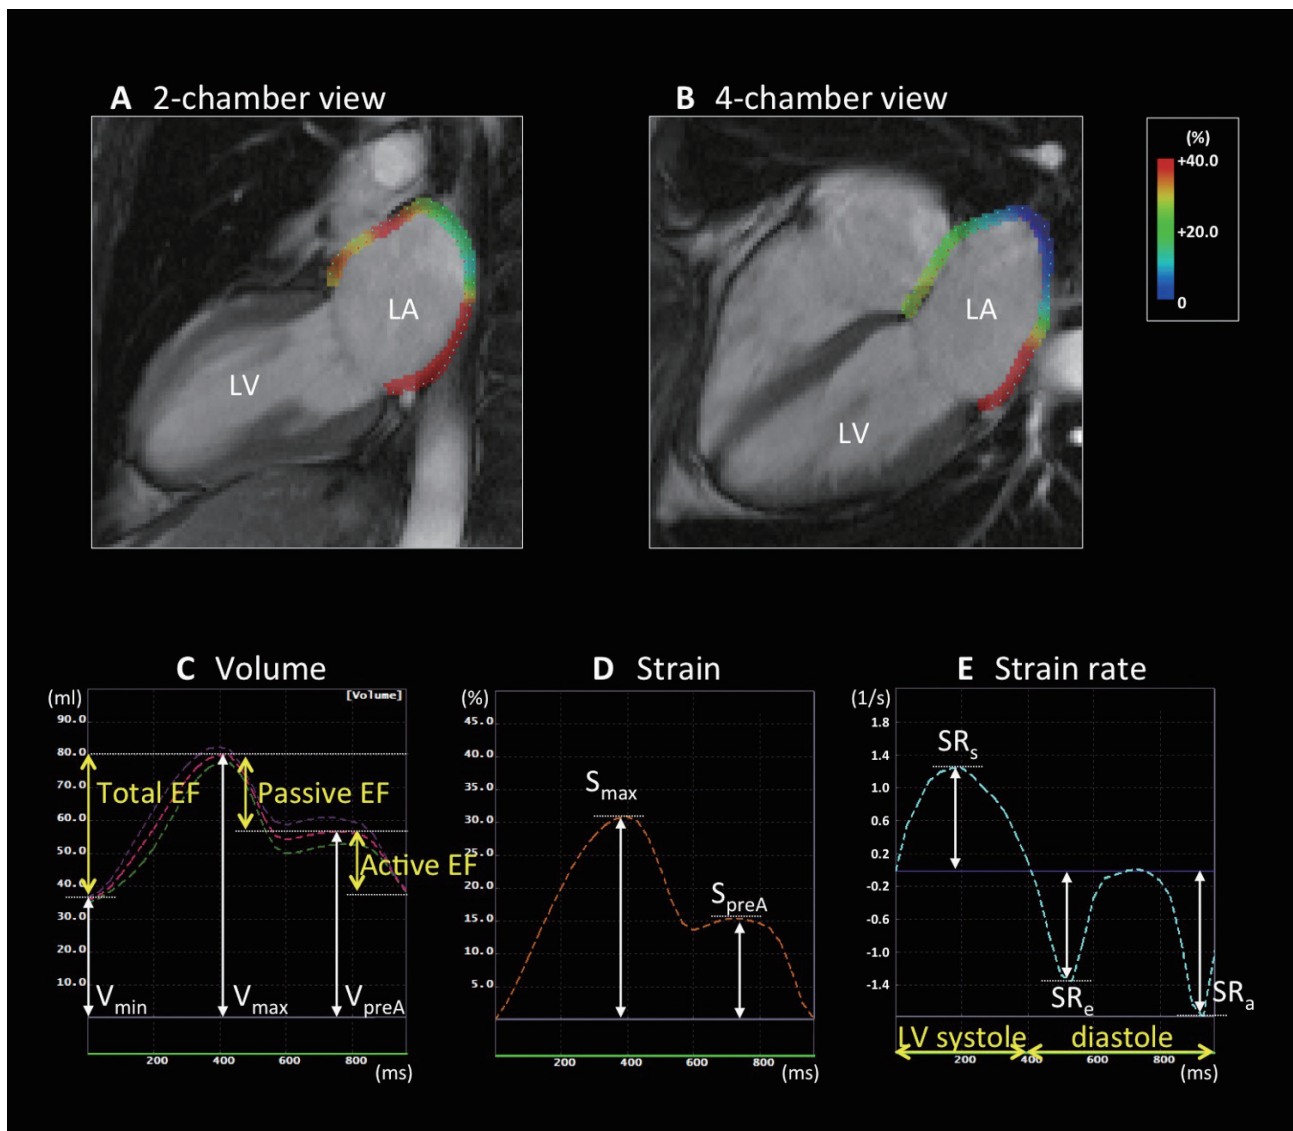 A 2-chamber view
B 4-chamber view
(%)
+40.0
+20.0
0
LA
LV
LA
LV
C Volume
(ml)
[Volume]
90.0
80.0
70.0
60.0
50.0
40.0
30.0
20.0
10.0
Total EF
Passive EF
Active EF
Vmin
Vmax
VpreA
200
400
600
800
(ms)
D Strain
(%)
45.0
40.0
35.0
30.0
25.0
20.0
15.0
10.0
5.0
Smax
SpreA
200
400
600
800
(ms)
E Strain rate
(1/s)
1.8
1.4
1.0
0.6
0.2
-0.2
-0.6
-1.0
-1.4
SRs
SRe
SRa
LV systole
diastole
200
400
600
800
(ms)